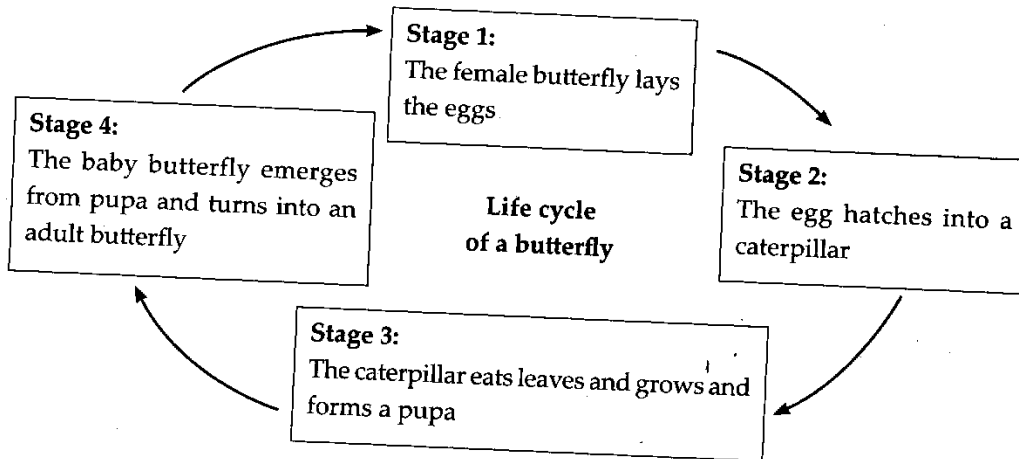 Stage 1:
The female butterfly lays
the eggs
Stage 4:
The baby butterfly emerges
from pupa and turns into an
adult butterfly
Life cycle
of a butterfly
Stage 2:
The egg hatches into a
caterpillar
Stage 3:
The caterpillar eats leaves and grows and
forms a pupa